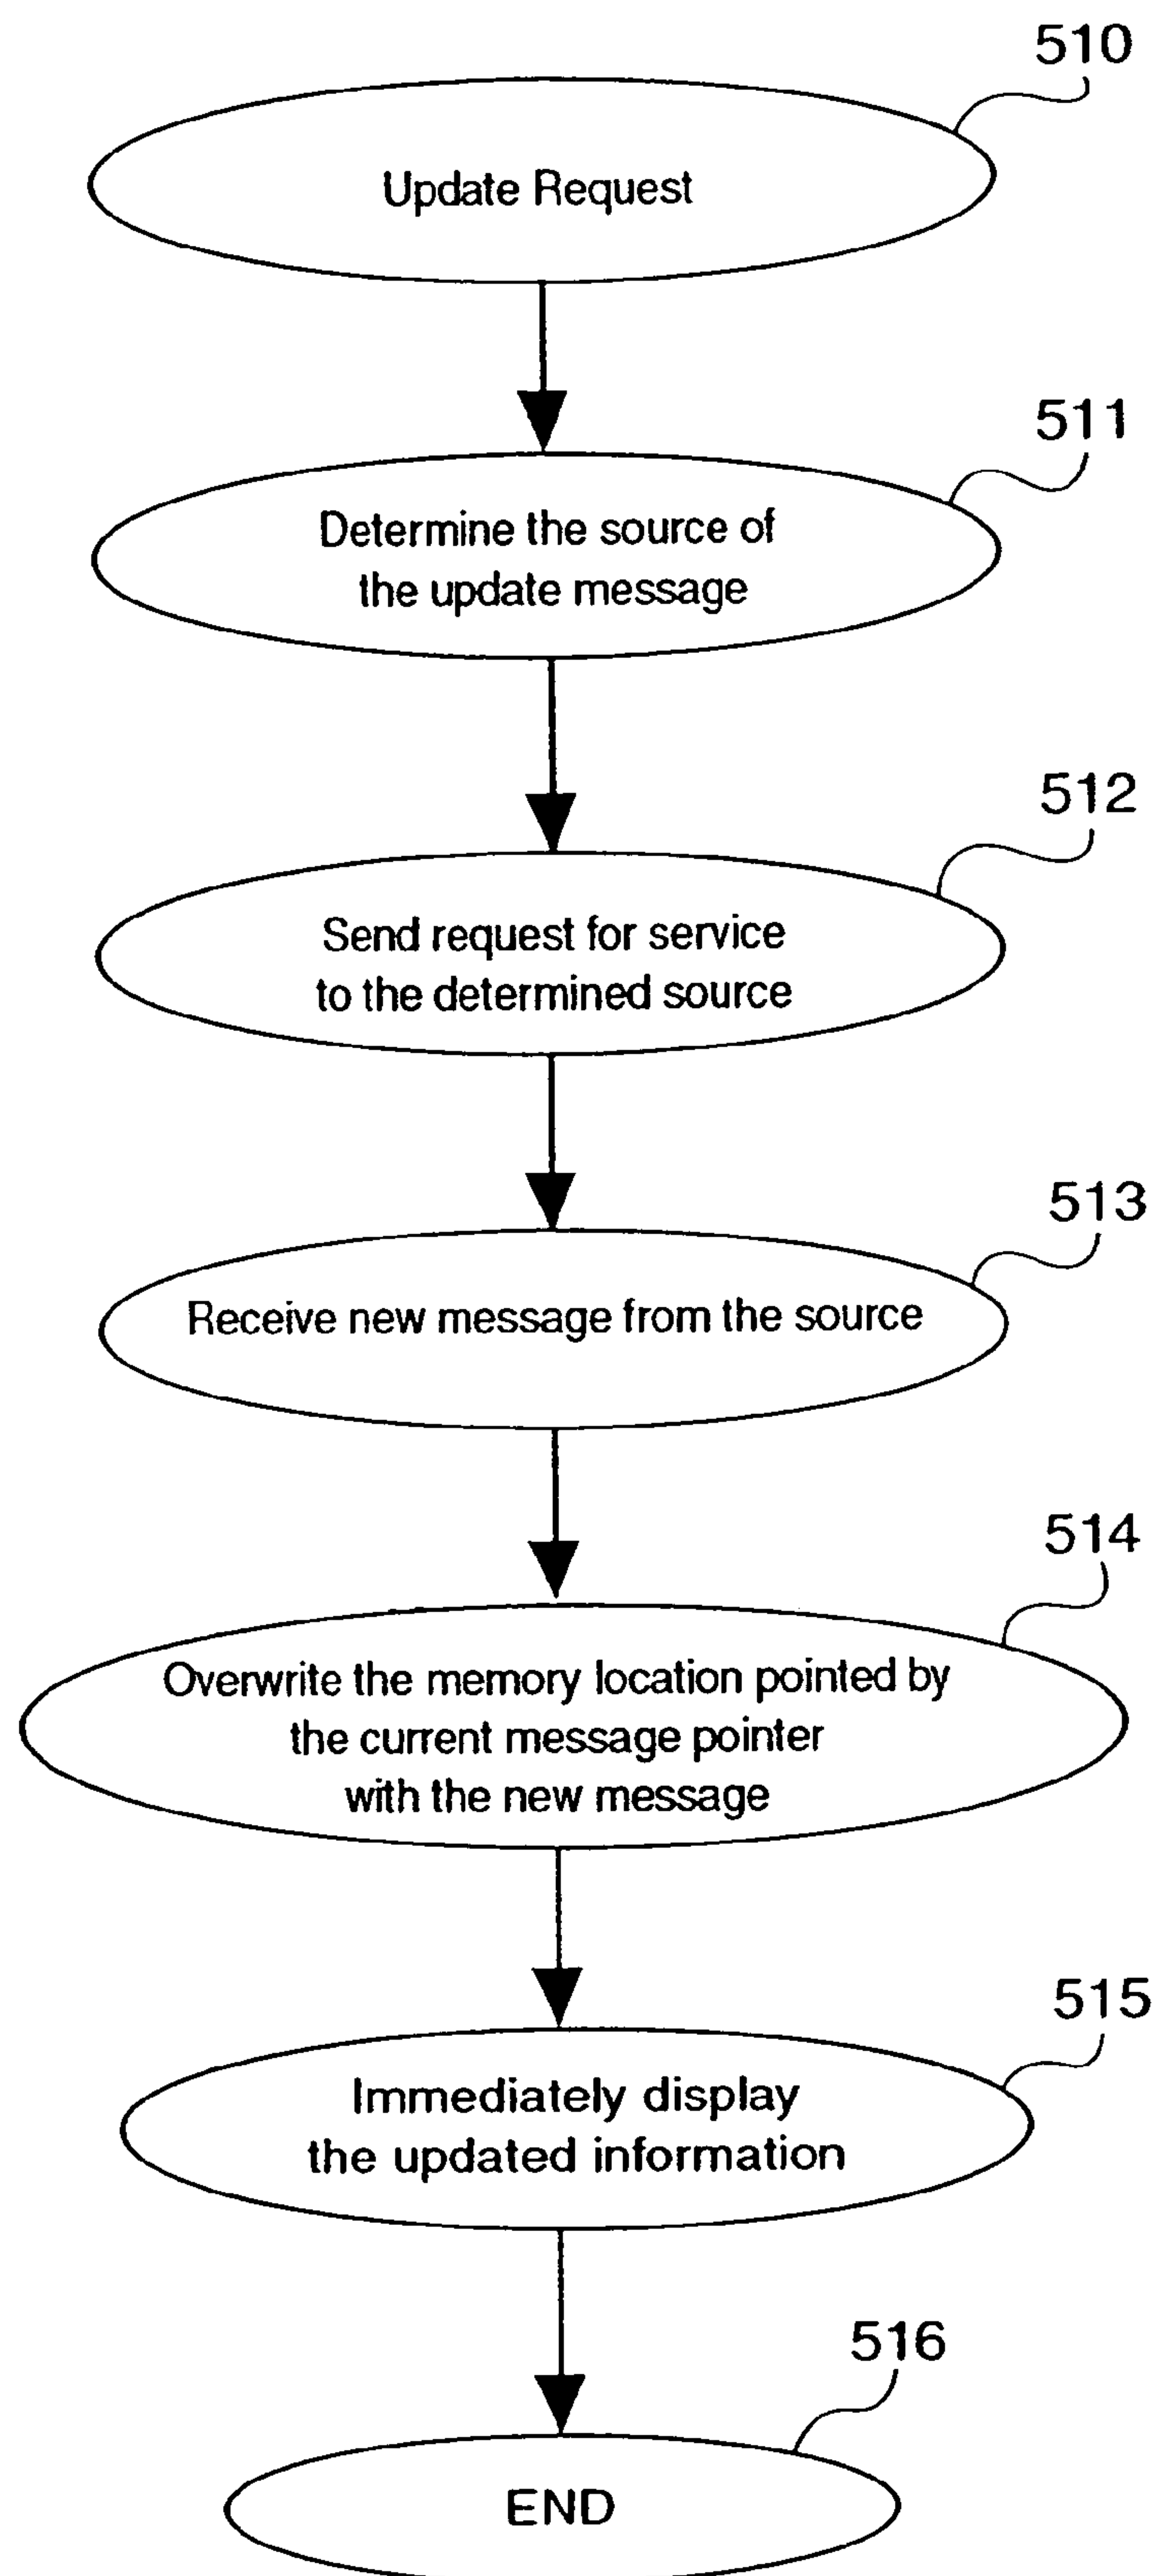 510
Update Request
511
Determine the source of
the update message
512
Send request for service
to the determined source
513
Receive new message from the source
514
Overwrite the memory location pointed by
the current message pointer
with the new message
515
Immediately display
the updated information
516
END